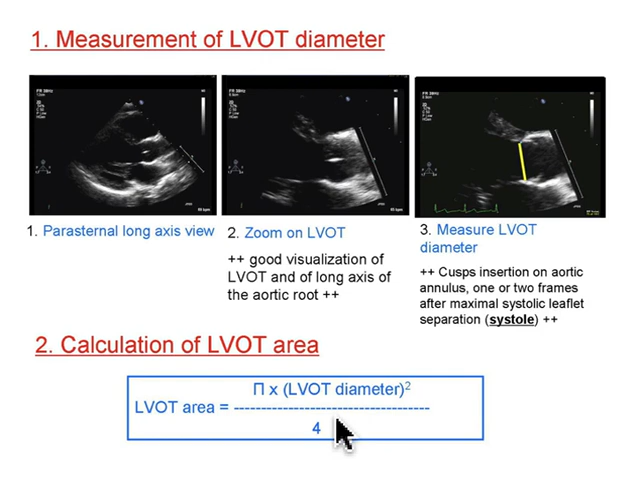 1. Measurement of LVOT diameter
1. Parasternal long axis view
2. Zoom on LVOT
++ good visualization of
LVOT and of long axis of
the aortic root ++
3. Measure LVOT
diameter
++ Cusps insertion on aortic
annulus, one or two frames
after maximal systolic leaflet
separation (systole) ++
2. Calculation of LVOT area
Π x (LVOT diameter)2
LVOT area = ------------------------------------
4